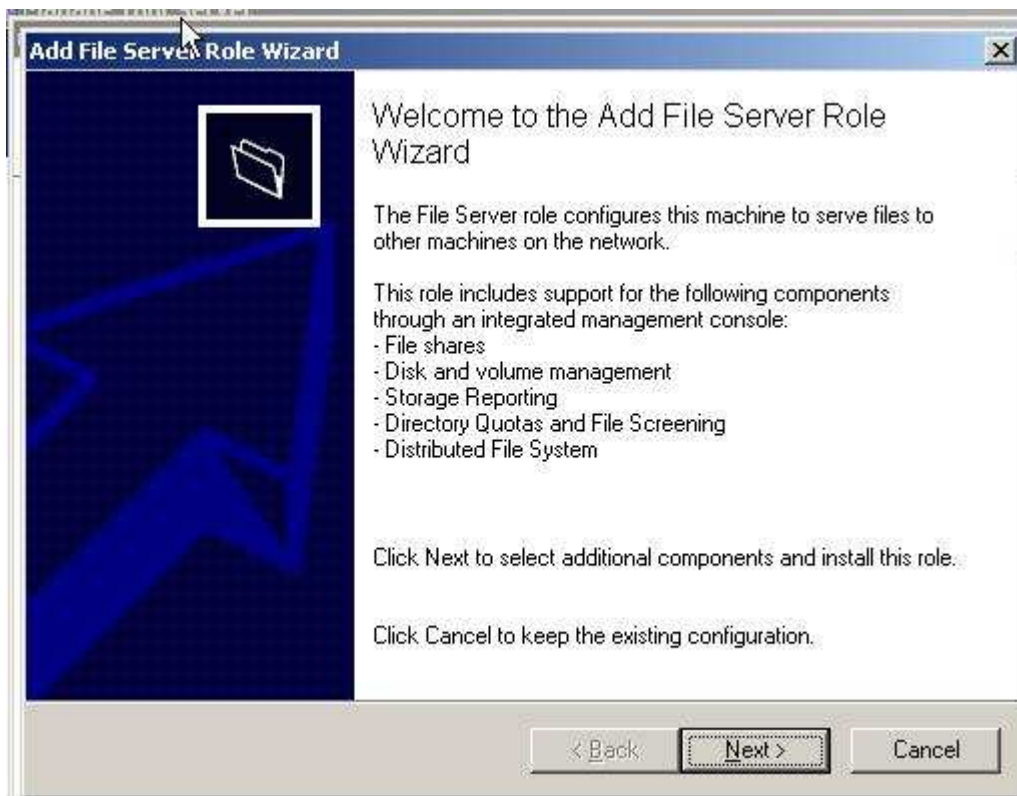 Manage Your Server
Add File Server Role Wizard
Welcome to the Add File Server Role
Wizard
The File Server role configures this machine to serve files to
other machines on the network.
This role includes support for the following components
through an integrated management console:
- File shares
- Disk and volume management
- Storage Reporting
- Directory Quotas and File Screening
- Distributed File System
Click Next to select additional components and install this role.
Click Cancel to keep the existing configuration.
< Back Next > Cancel